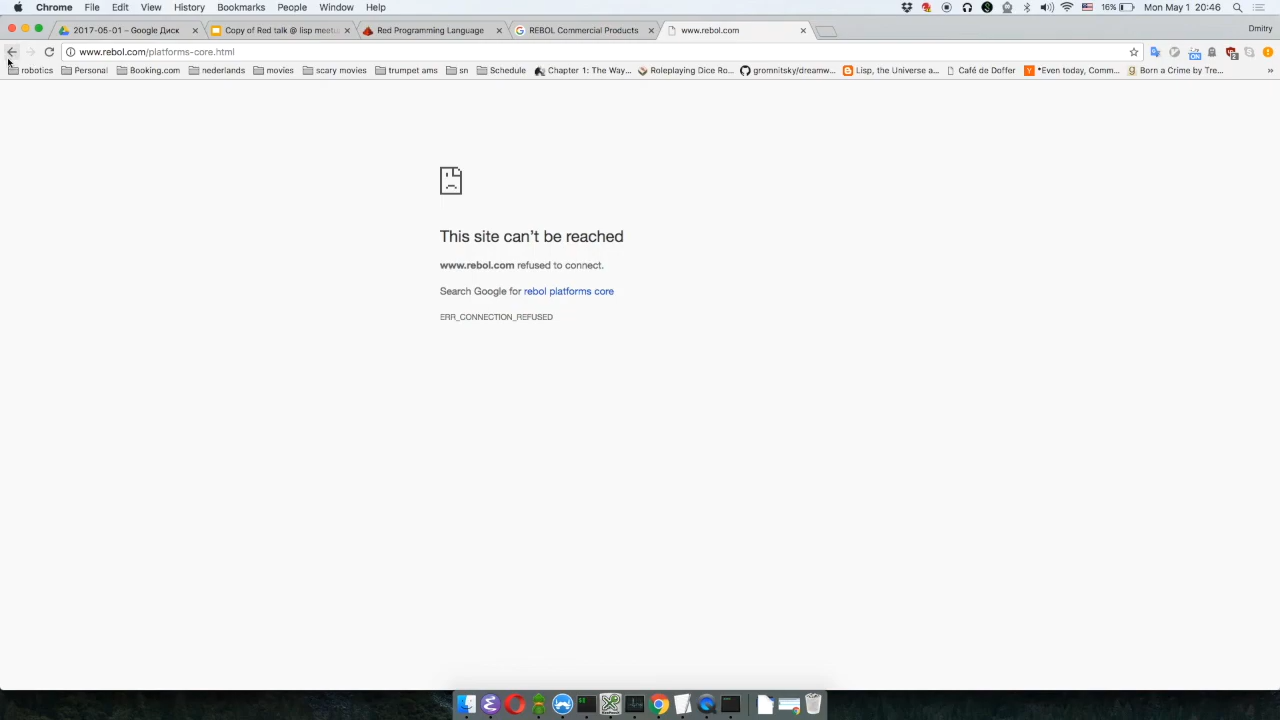 Chrome File Edit View History Bookmarks People Window Help 16% Mon May 1 20:46
2017-05-01 – Google Диск Copy of Red talk @ lisp meetu Red Programming Language REBOL Commercial Products www.rebol.com Dmitry
www.rebol.com/platforms-core.html
robotics Personal Booking.com nederlands movies sony movies trumpet ams sn Schedule Chapter 1: The Way... Roleplaying Dice Ro... gromnitsky/dreamw... Lisp, the Universe a... Café de Doffer *Even today, Comm... Born a Crime by Tre... »
This site can't be reached
www.rebol.com refused to connect.
Search Google for rebol platforms core
ERR_CONNECTION_REFUSED